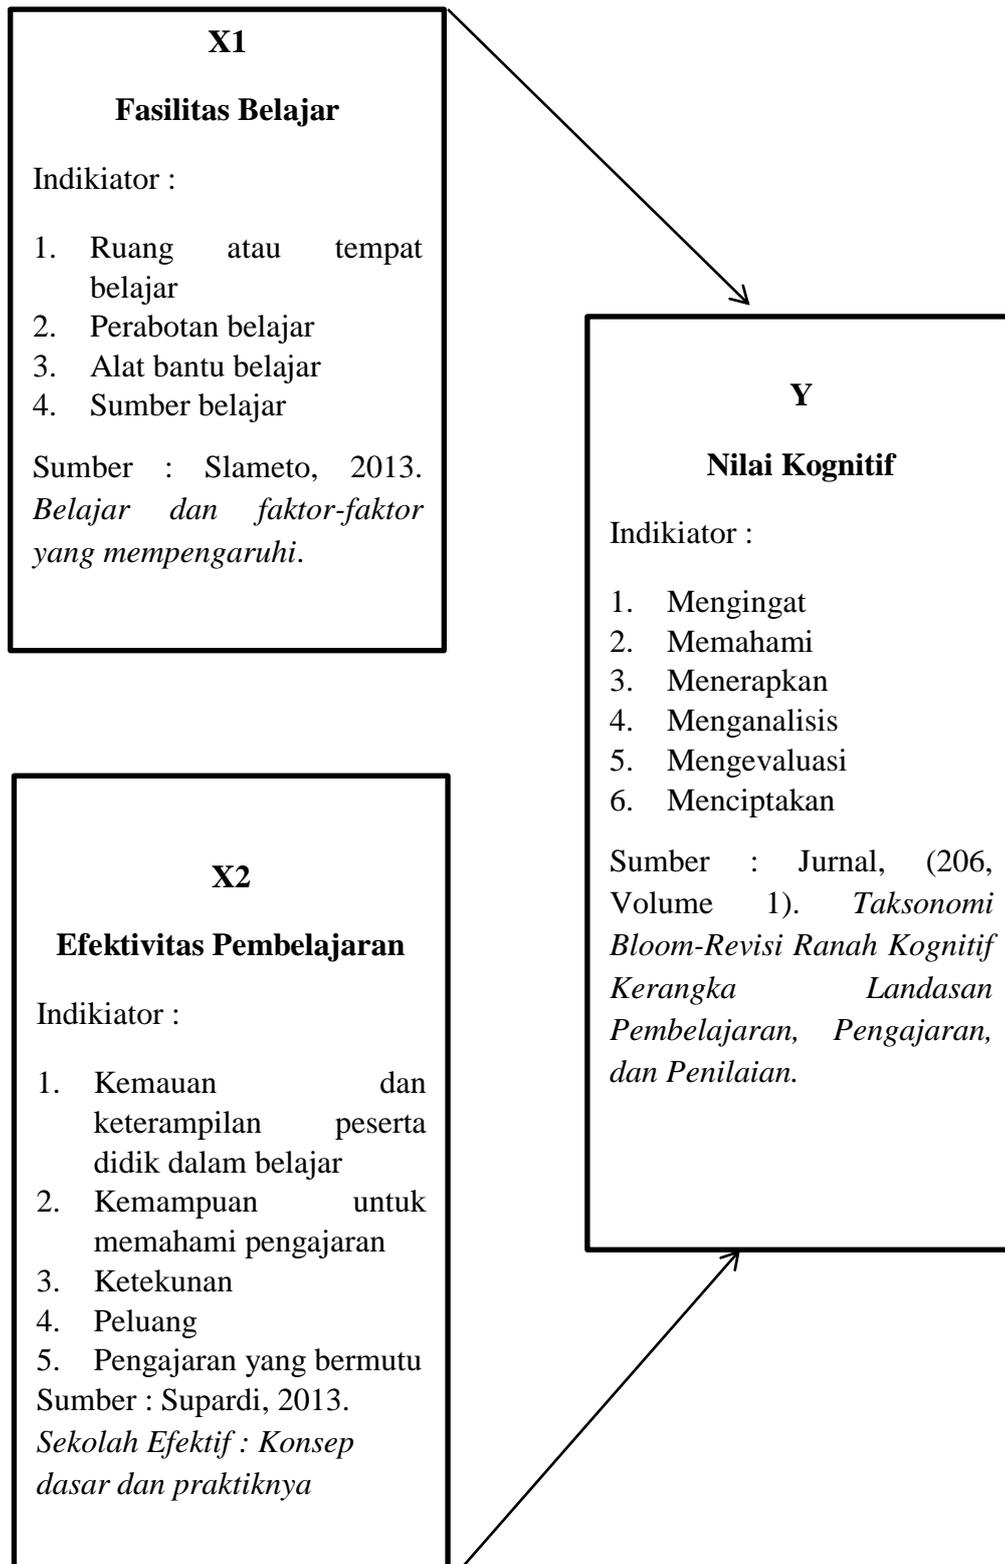 X1
Fasilitas Belajar
Indikiator :
1. Ruang atau tempat
belajar
2. Perabotan belajar
3. Alat bantu belajar
4. Sumber belajar
Sumber : Slameto, 2013.
Belajar dan faktor-faktor
yang mempengaruhi.
X2
Efektivitas Pembelajaran
Indikiator :
1. Kemauan dan
keterampilan peserta
didik dalam belajar
2. Kemampuan untuk
memahami pengajaran
3. Ketekunan
4. Peluang
5. Pengajaran yang bermutu
Sumber : Supardi, 2013.
Sekolah Efektif : Konsep
dasar dan praktiknya
Y
Nilai Kognitif
Indikiator :
1. Mengingat
2. Memahami
3. Menerapkan
4. Menganalisis
5. Mengevaluasi
6. Menciptakan
Sumber : Jurnal, (206,
Volume 1). Taksonomi
Bloom-Revisi Ranah Kognitif
Kerangka Landasan
Pembelajaran, Pengajaran,
dan Penilaian.